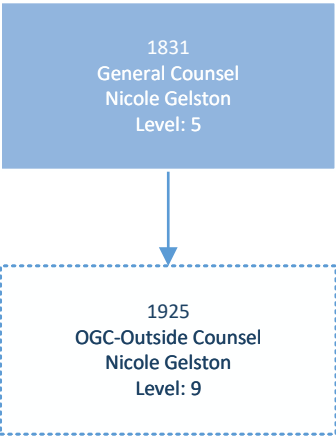 1831
General Counsel
Nicole Gelston
Level: 5
1925
OGC-Outside Counsel
Nicole Gelston
Level: 9